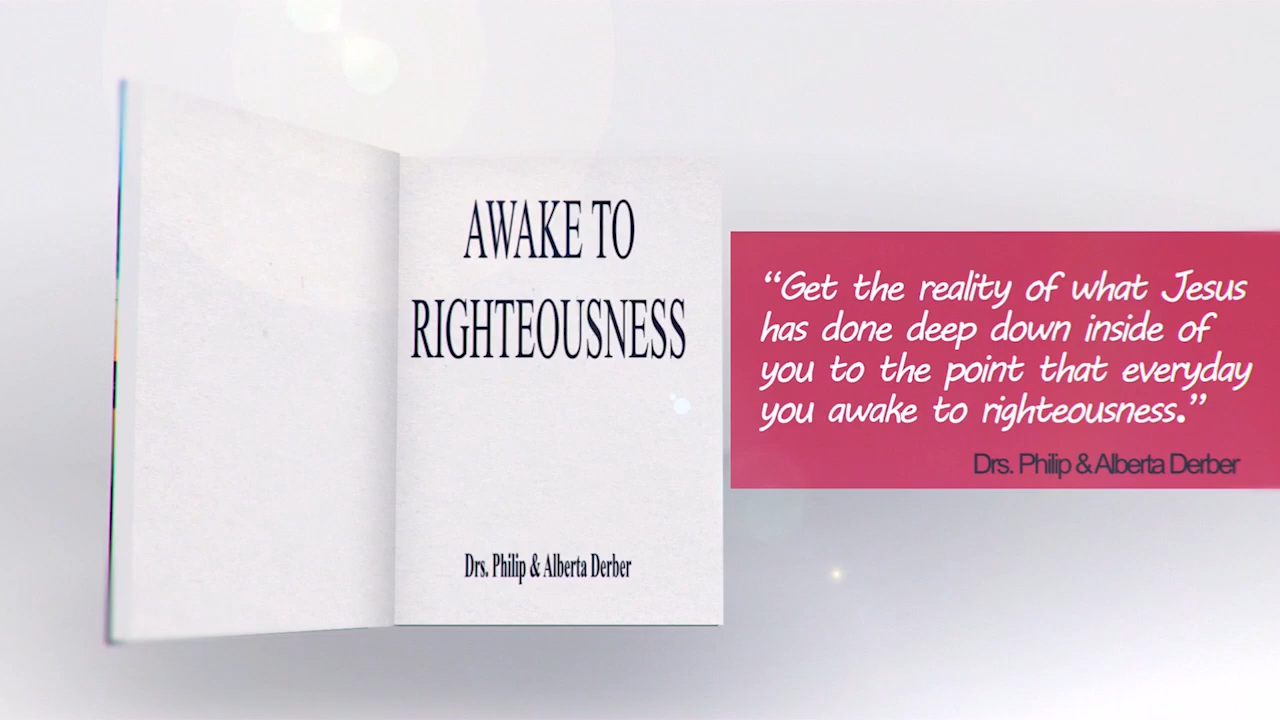 AWAKE TO
RIGHTEOUSNESS
Drs. Philip & Alberta Derber
“Get the reality of what Jesus
has done deep down inside of
you to the point that everyday
you awake to righteousness.”
Drs. Philip & Alberta Derber